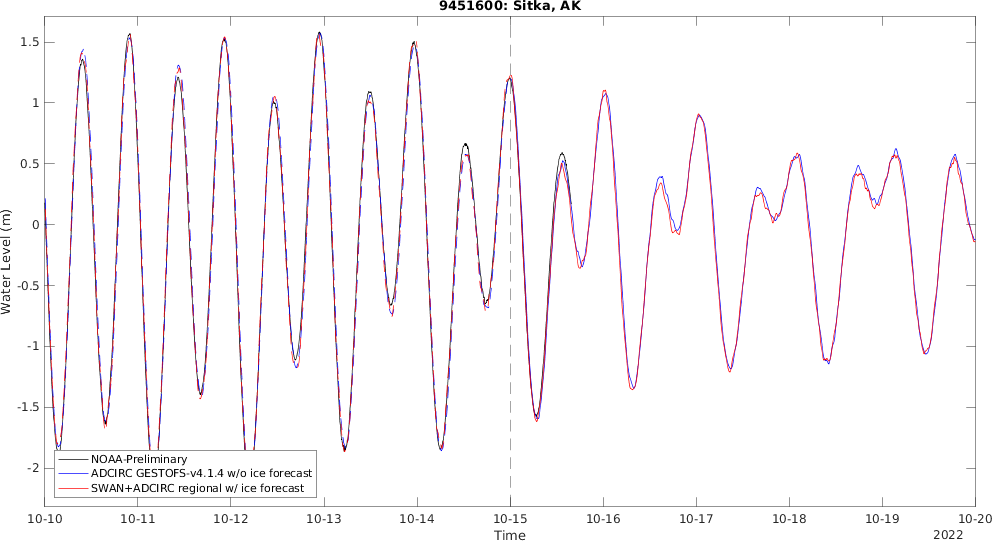 9451600: Sitka, AK
Water Level (m)
1.5
1
0.5
0
-0.5
-1
-1.5
-2
NOAA-Preliminary
ADCIRC GESTOFS-v4.1.4 w/o ice forecast
SWAN+ADCIRC regional w/ ice forecast
10-10 10-11 10-12 10-13 10-14 10-15 10-16 10-17 10-18 10-19 10-20
Time
2022